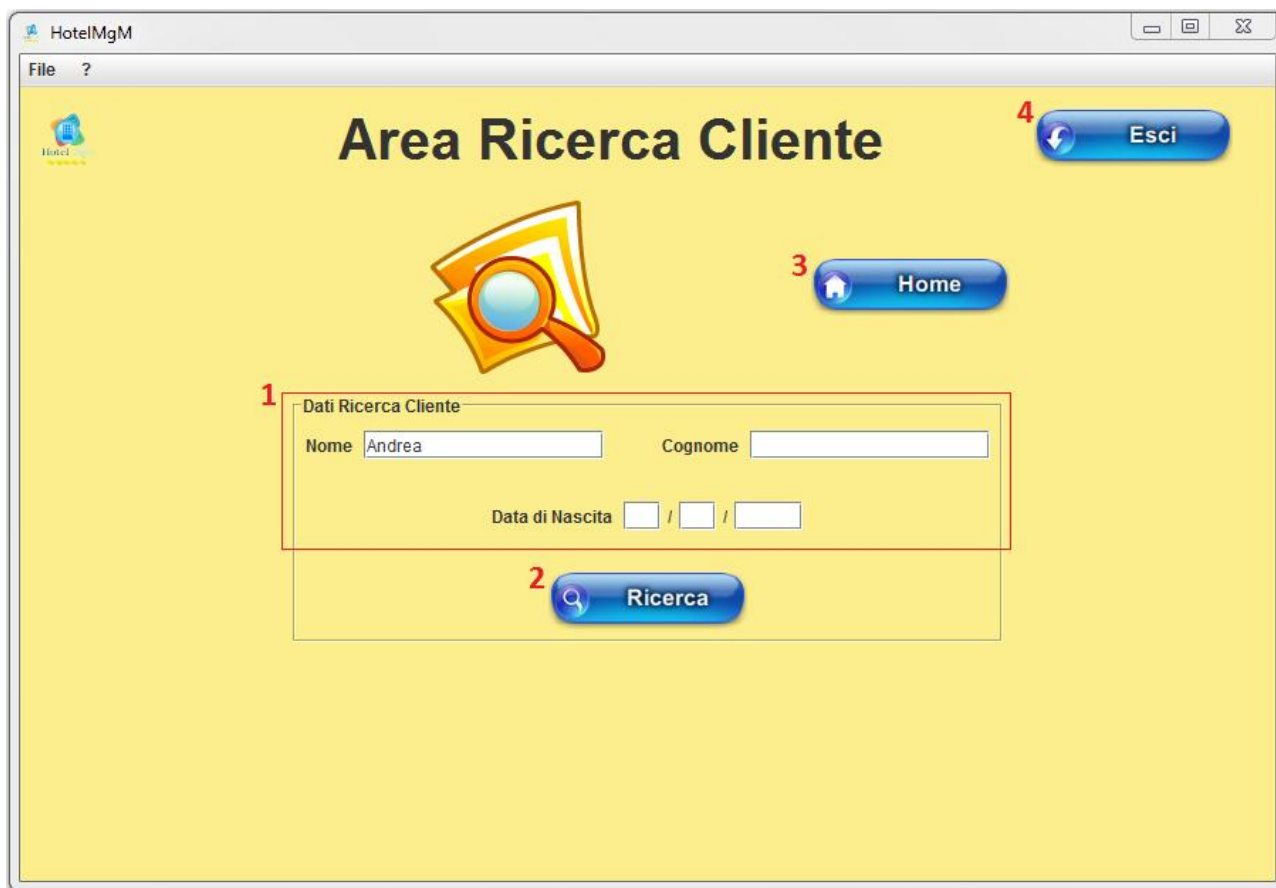 HotelMgM
File ?
Area Ricerca Cliente
4 Esci
Hotel
3 Home
1
Dati Ricerca Cliente
Nome Andrea Cognome
Data di Nascita / /
2 Ricerca